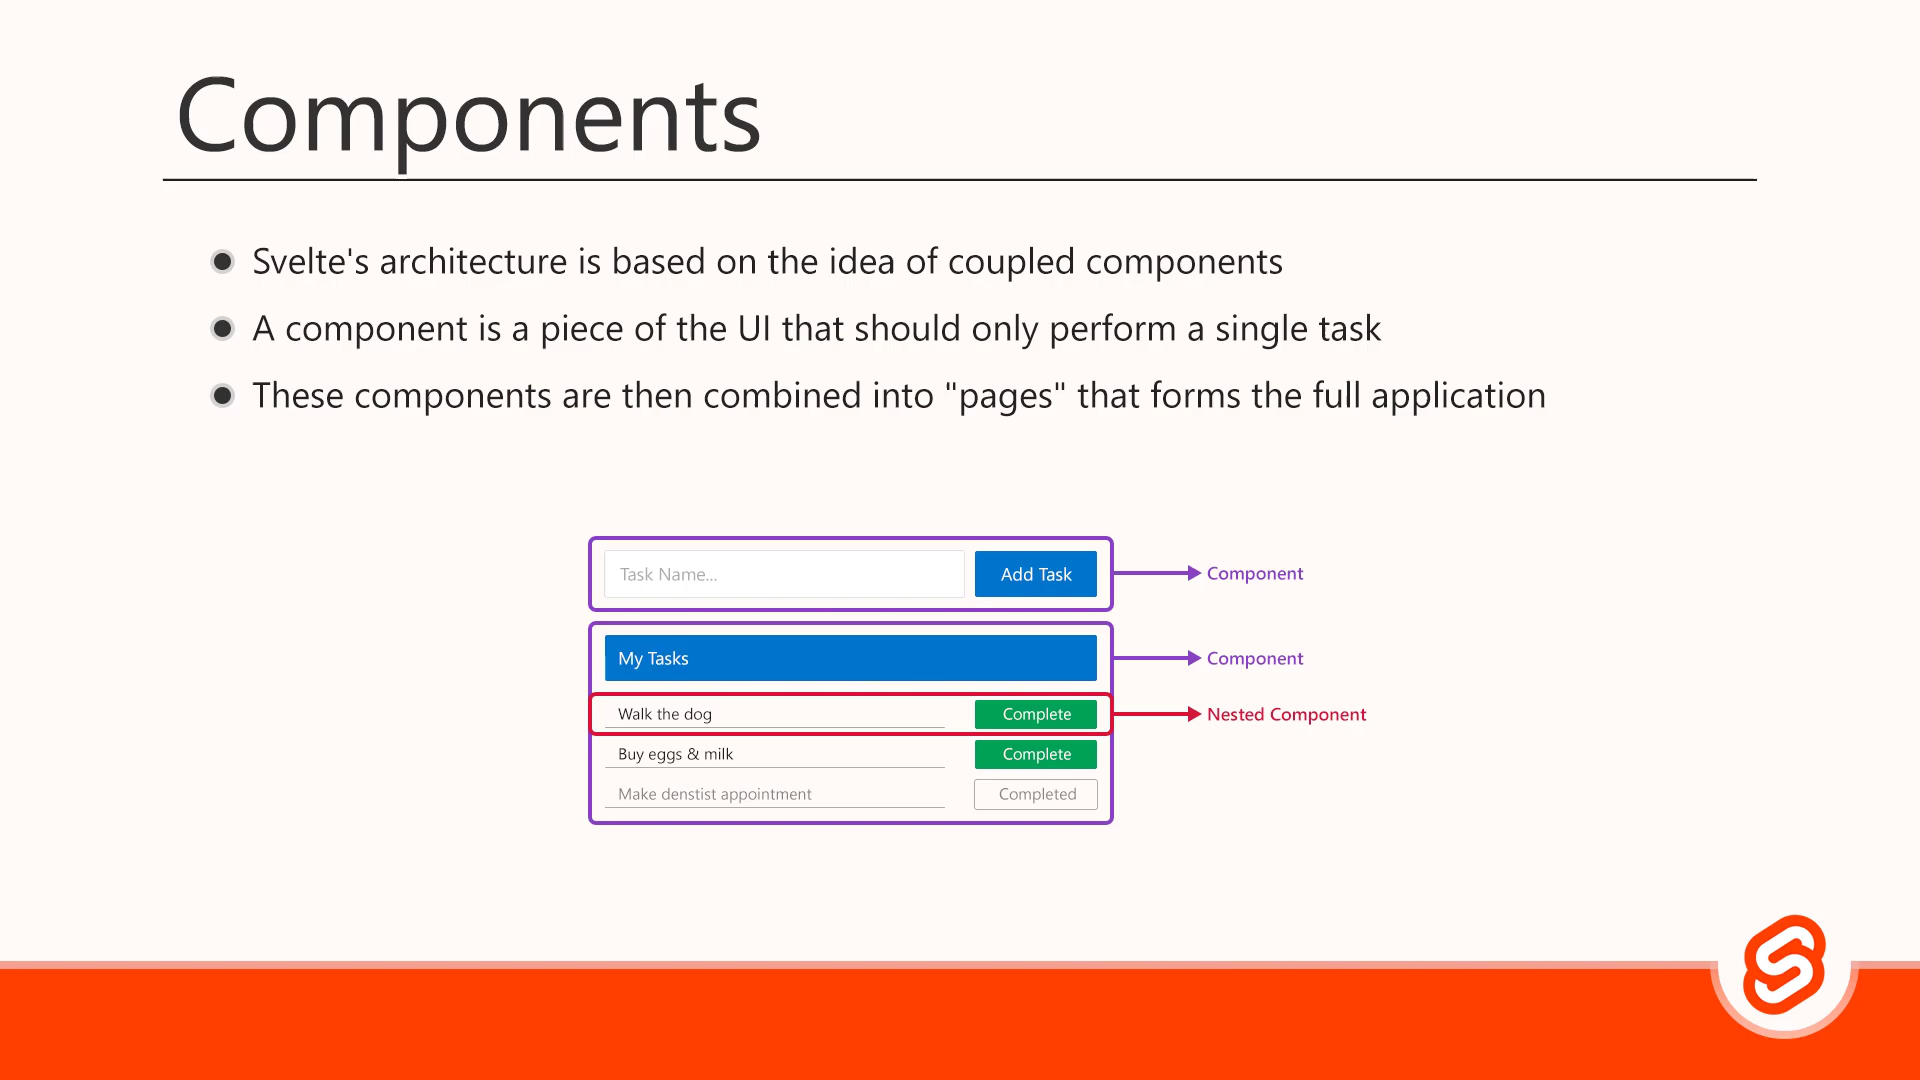 Components
Svelte's architecture is based on the idea of coupled components
A component is a piece of the UI that should only perform a single task
These components are then combined into "pages" that forms the full application
Task Name...
Add Task
Component
My Tasks
Component
Walk the dog
Complete
Nested Component
Buy eggs & milk
Complete
Make denstist appointment
Completed